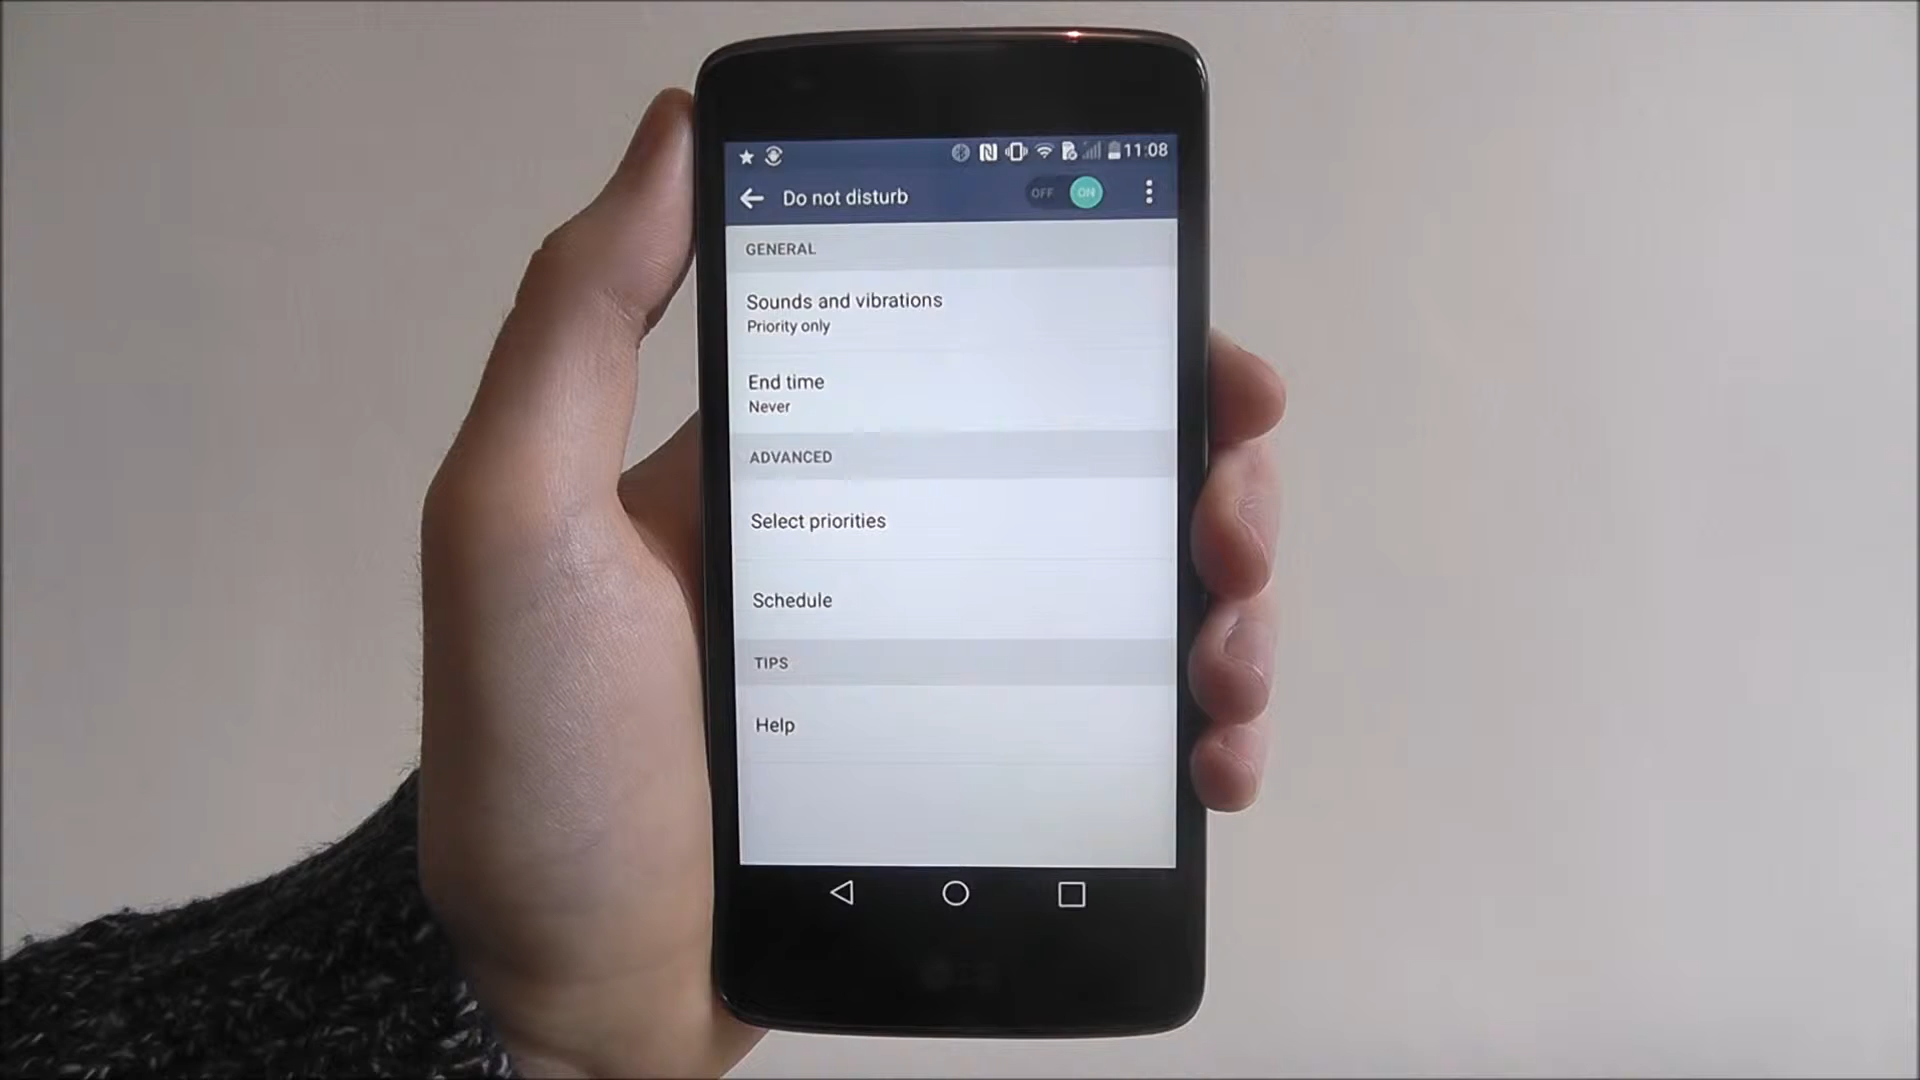 11:08
Do not disturb
OFF ON
GENERAL
Sounds and vibrations
Priority only
End time
Never
ADVANCED
Select priorities
Schedule
TIPS
Help